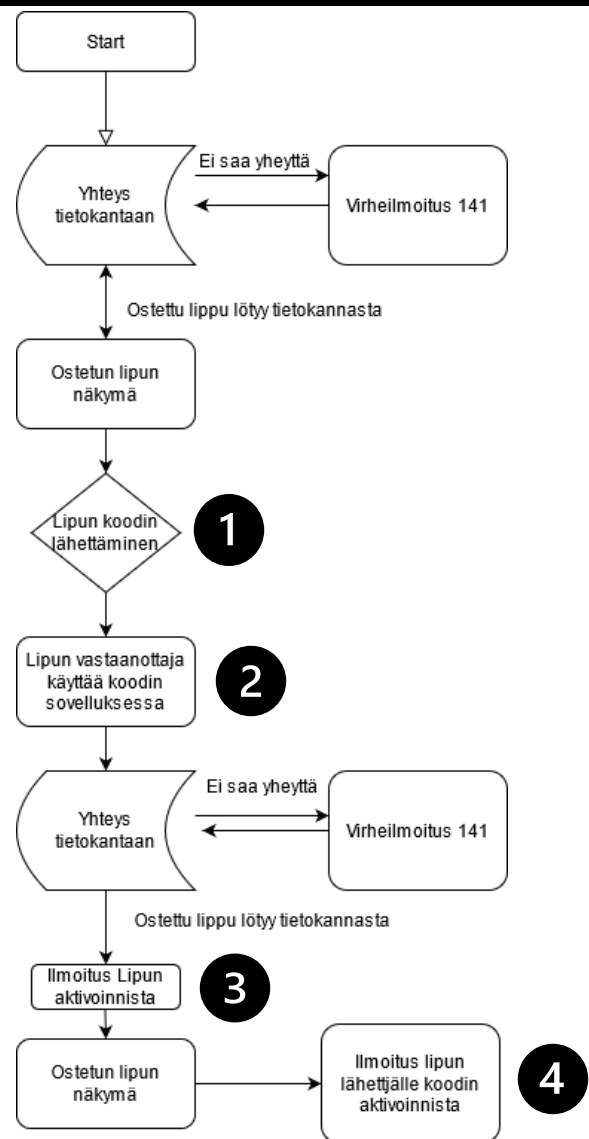 Start
Ei saa yheyttä
Yhteys
tietokantaan
Virheilmoitus 141
Ostettu lippu lötyy tietokannasta
Ostetun lipun
näkymä
Lipun koodin
lähettäminen
1
Lipun vastaanottaja
käyttää koodin
sovelluksessa
2
Ei saa yheyttä
Yhteys
tietokantaan
Virheilmoitus 141
Ostettu lippu lötyy tietokannasta
Ilmoitus Lipun
aktivoinnista
3
Ostetun lipun
näkymä
Ilmoitus lipun
lähettjälle koodin
aktivoinnista
4